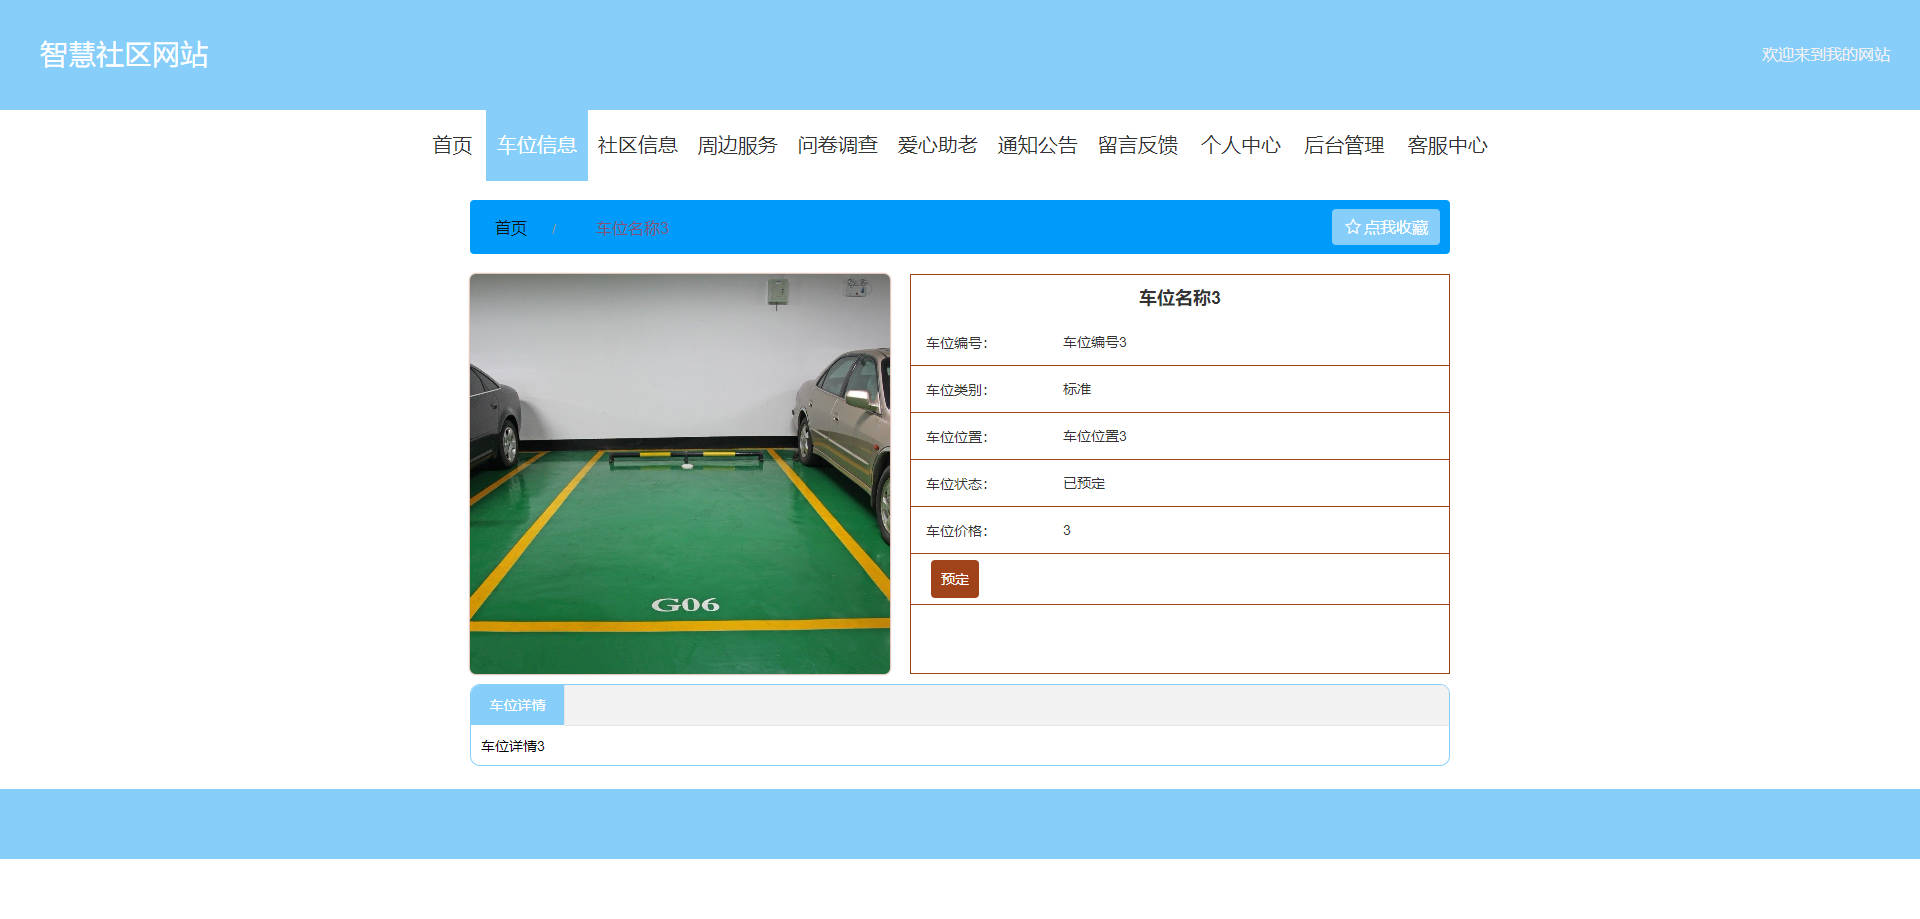 智慧社区网站
欢迎来到我的网站
首页 车位信息 社区信息 周边服务 问卷调查 爱心助老 通知公告 留言反馈 个人中心 后台管理 客服中心
首页 / 车位名称3
☆点我收藏
G06
车位名称3
车位编号： 车位编号3
车位类别： 标准
车位位置： 车位位置3
车位状态： 已预定
车位价格： 3
预定
车位详情
车位详情3